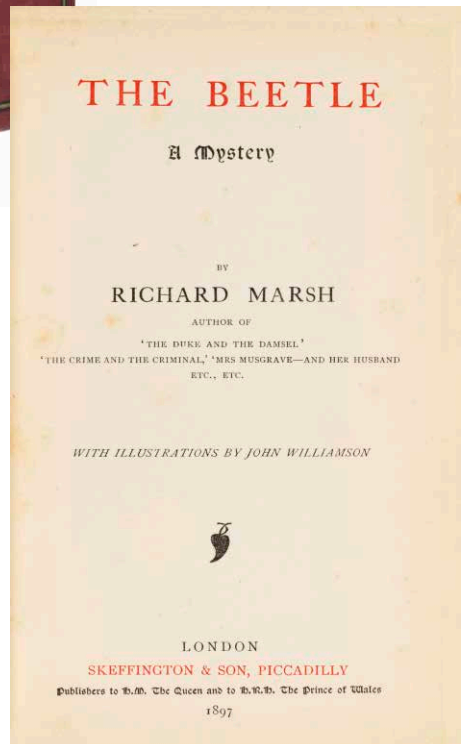 THE BEETLE
A Mystery
BY
RICHARD MARSH
AUTHOR OF
'THE DUKE AND THE DAMSEL'
'THE CRIME AND THE CRIMINAL,' 'MRS MUSGRAVE—AND HER HUSBAND
ETC., ETC.
WITH ILLUSTRATIONS BY JOHN WILLIAMSON
LONDON
SKEFFINGTON & SON, PICCADILLY
Publishers to H.M. The Queen and to H.R.H. The Prince of Wales
1897